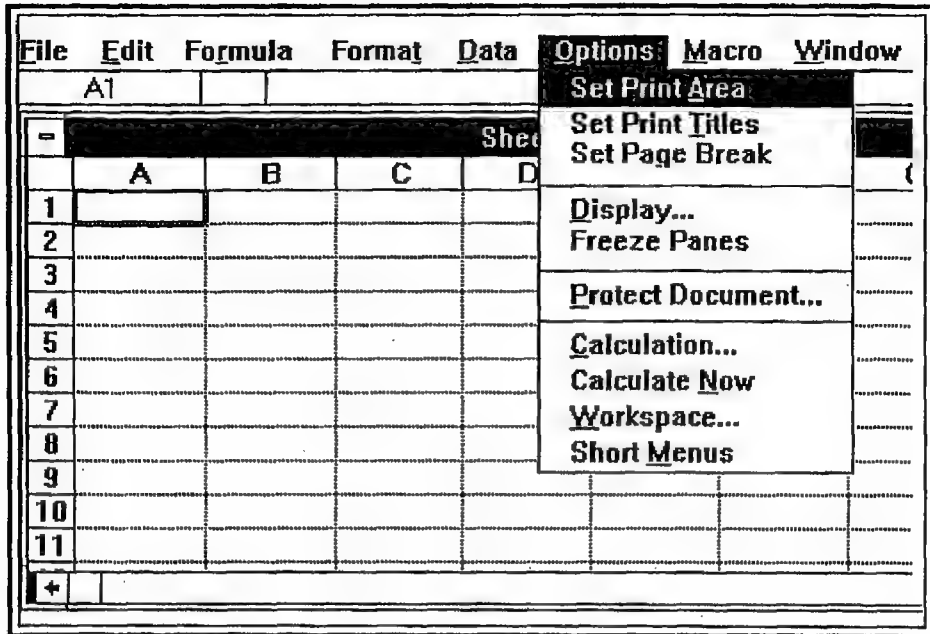 File Edit Formula Format Data Options Macro Window
A1
Set Print Area
Set Print Titles
Set Page Break
Display...
Freeze Panes
Protect Document...
Calculation...
Calculate Now
Workspace...
Short Menus
Shee
A B C D
1
2
3
4
5
6
7
8
9
10
11